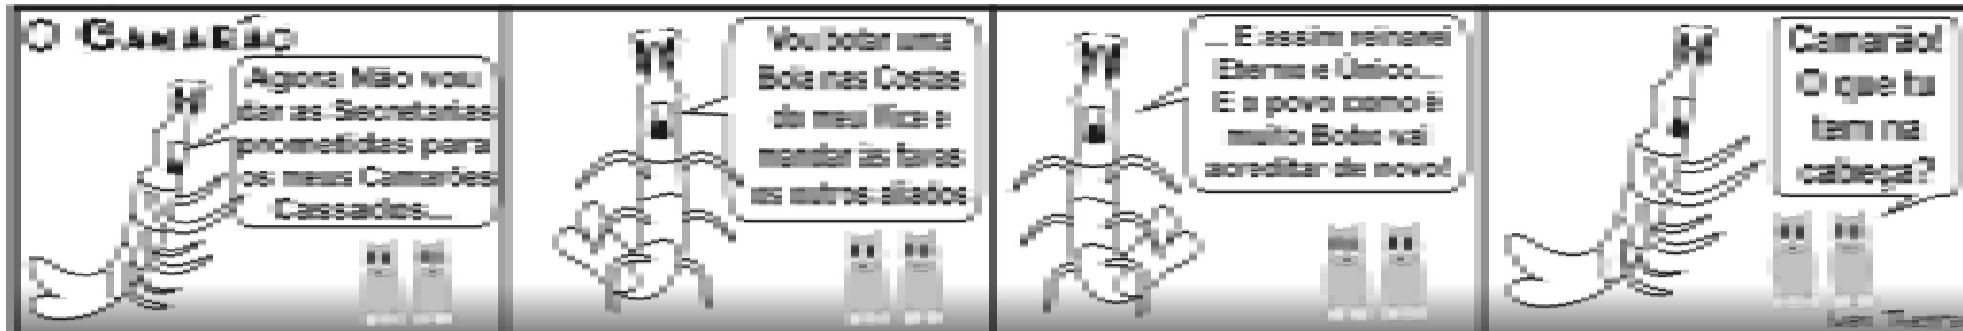 O Camarão
Agora Não vou
dar as Secretarias
prometidas para
os meus Camarões
Cassados...
Vou botar uma
Bola nas Costas
do meu Vice e
mandar às favas
os outros aliados
... E assim reinarei
Eterno e Único...
E o povo como é
muito Bobo vai
acreditar de novo!
Camarão!
O que tu
tem na
cabeça?